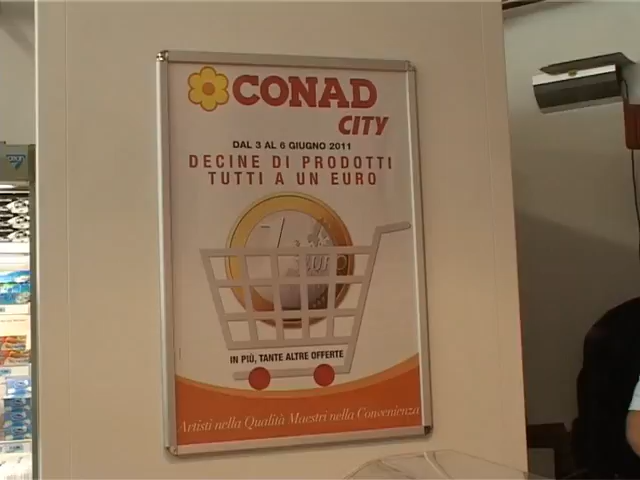 CONAD
CITY
DAL 3 AL 6 GIUGNO 2011
DECINE DI PRODOTTI
TUTTI A UN EURO
1
EURO
IN PIÙ, TANTE ALTRE OFFERTE
Artisti nella Qualità Maestri nella Convenienza